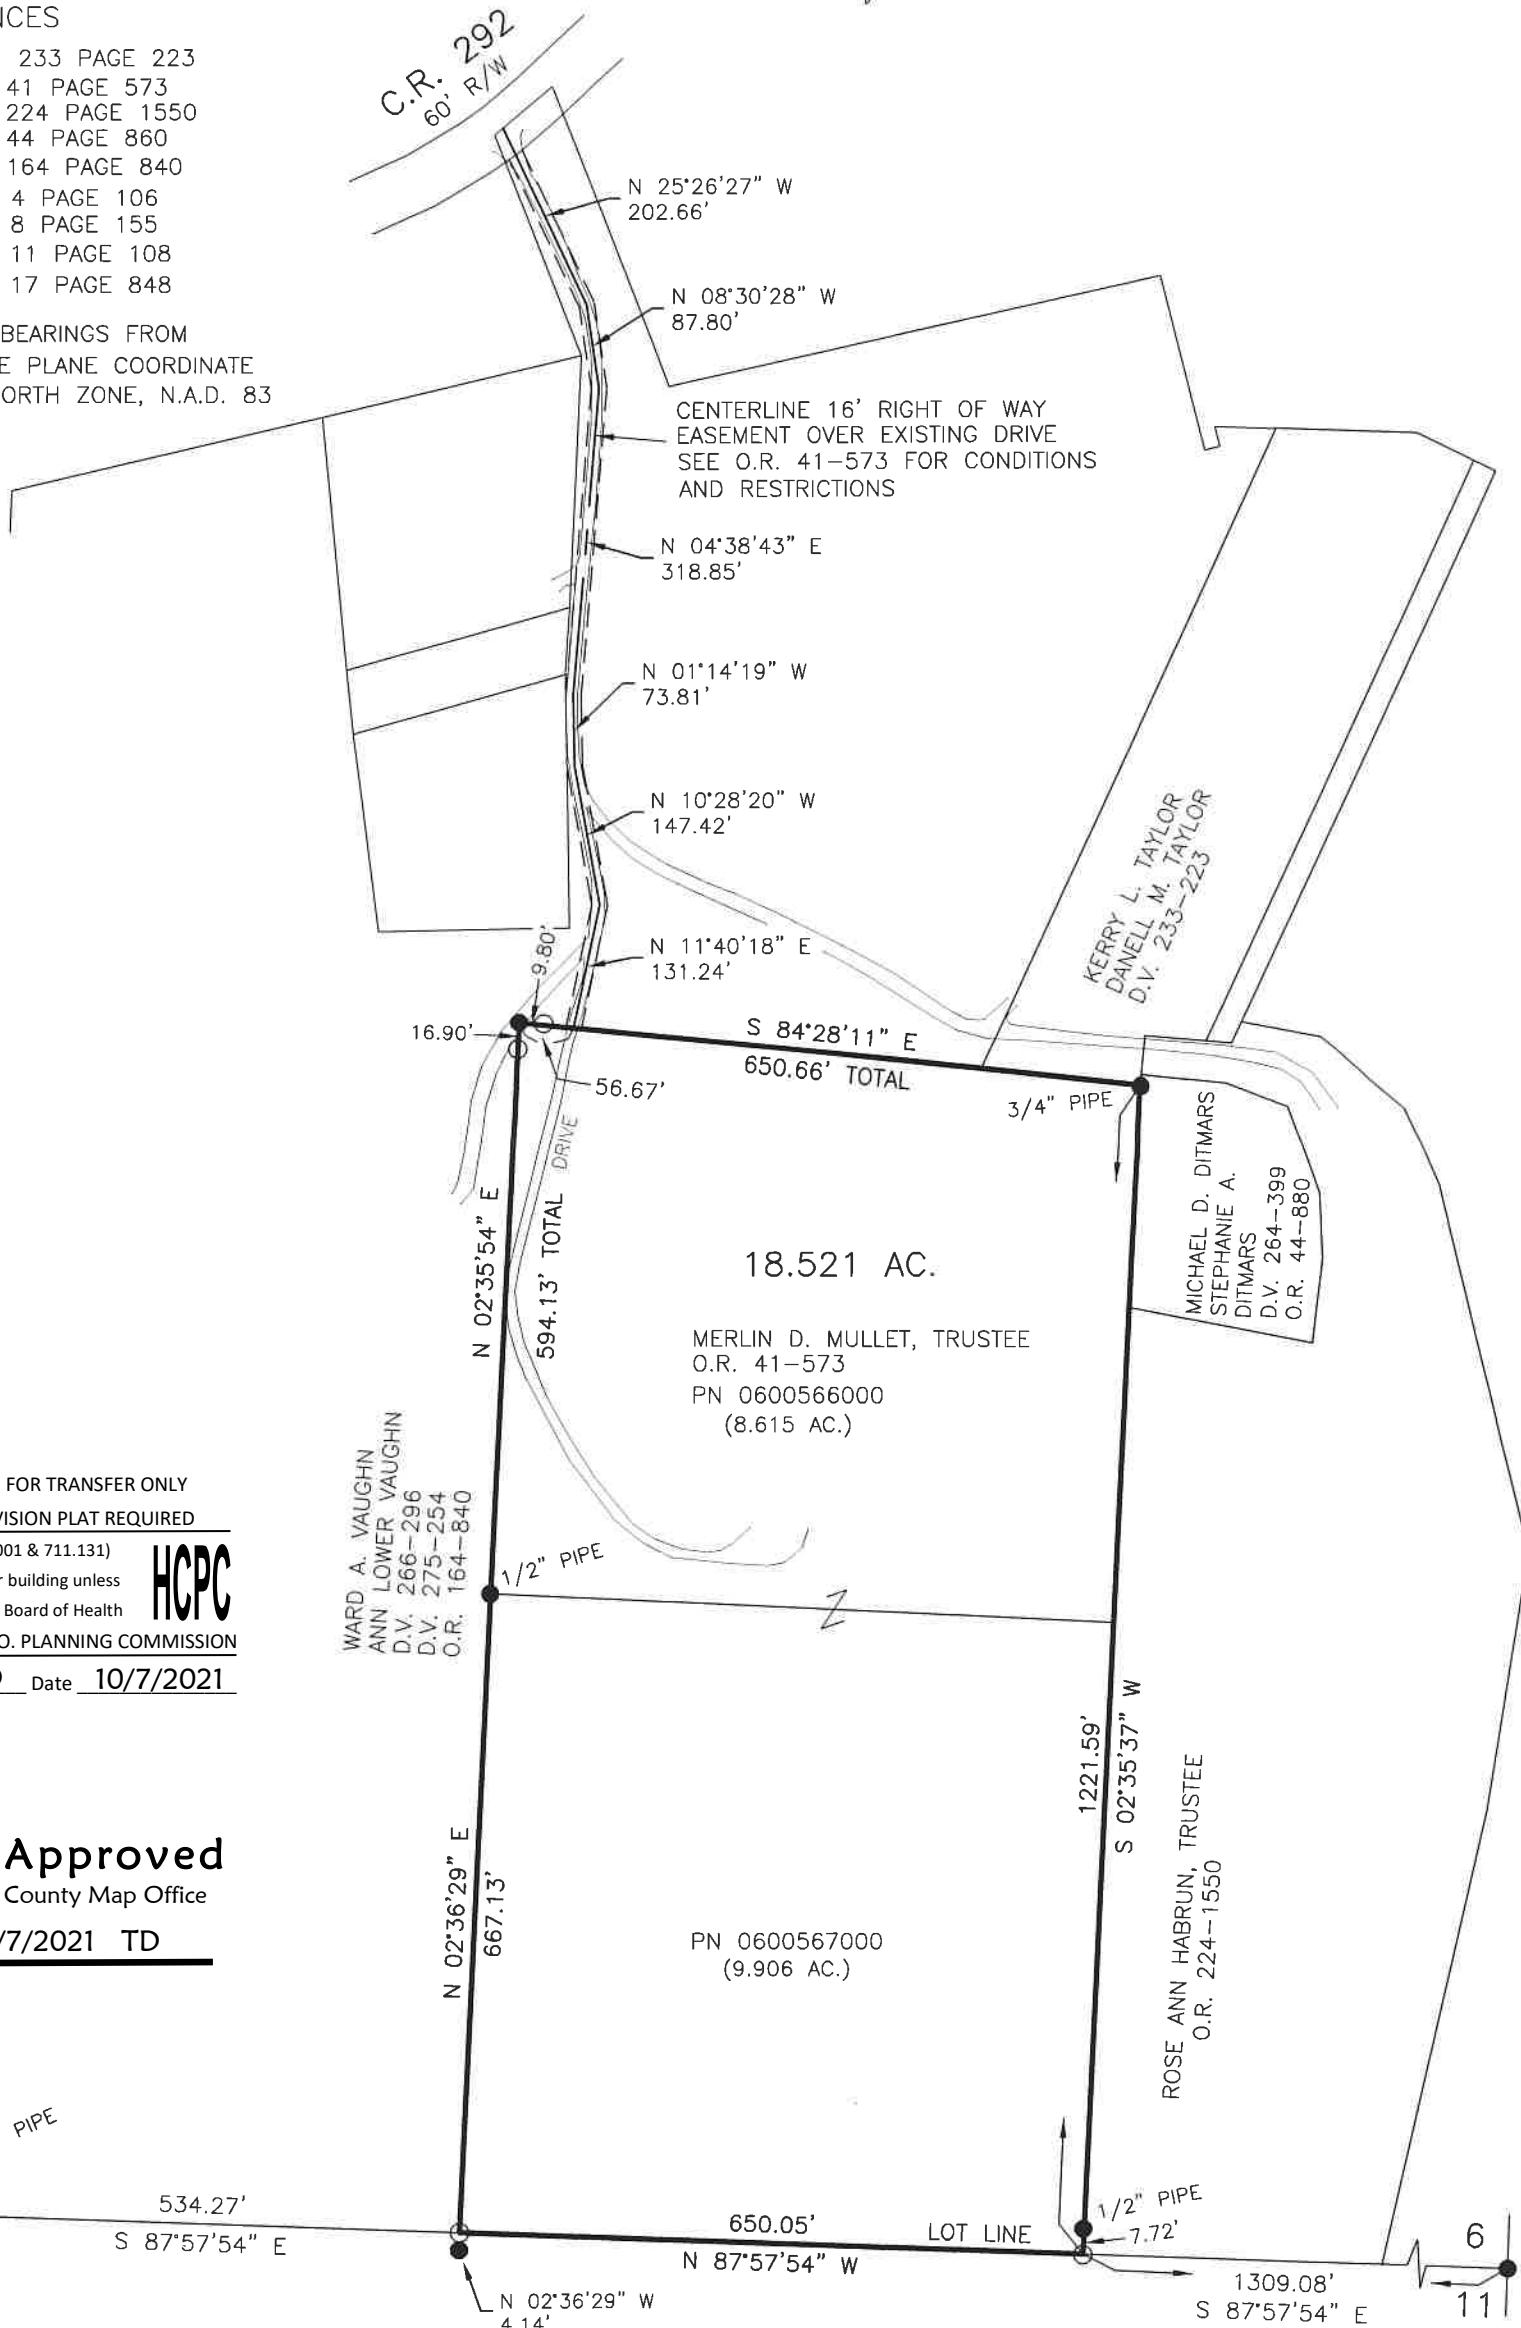 NCES
233 PAGE 223
41 PAGE 573
224 PAGE 1550
44 PAGE 860
164 PAGE 840
4 PAGE 106
8 PAGE 155
11 PAGE 108
17 PAGE 848
BEARINGS FROM
E PLANE COORDINATE
ORTH ZONE, N.A.D. 83
C.R. 292
60' R/W
N 25°26'27" W
202.66'
N 08°30'28" W
87.80'
CENTERLINE 16' RIGHT OF WAY
EASEMENT OVER EXISTING DRIVE
SEE O.R. 41-573 FOR CONDITIONS
AND RESTRICTIONS
N 04°38'43" E
318.85'
N 01°14'19" W
73.81'
N 10°28'20" W
147.42'
KERRY L. TAYLOR
DANELL M. TAYLOR
D.V. 233-223
N 11°40'18" E
131.24'
9.80'
16.90'
56.67'
S 84°28'11" E
650.66' TOTAL
3/4" PIPE
DRIVE
N 02°35'54" E
594.13' TOTAL
MICHAEL D. DITMARS
STEPHANIE A.
DITMARS
D.V. 264-399
O.R. 44-880
18.521 AC.
MERLIN D. MULLET, TRUSTEE
O.R. 41-573
PN 0600566000
(8.615 AC.)
WARD A. VAUGHN
ANN LOWER VAUGHN
D.V. 266-296
D.V. 275-254
O.R. 164-840
1/2" PIPE
Z
FOR TRANSFER ONLY
VISION PLAT REQUIRED
001 & 711.131)
r building unless
Board of Health
HCPC
O. PLANNING COMMISSION
Date 10/7/2021
1221.59'
S 02°35'37" W
ROSE ANN HABRUN, TRUSTEE
O.R. 224-1550
Approved
County Map Office
/7/2021 TD
N 02°36'29" E
667.13'
PN 0600567000
(9.906 AC.)
PIPE
534.27'
S 87°57'54" E
650.05'
LOT LINE
N 87°57'54" W
1/2" PIPE
7.72'
N 02°36'29" W
4.14'
1309.08'
S 87°57'54" E
6
11